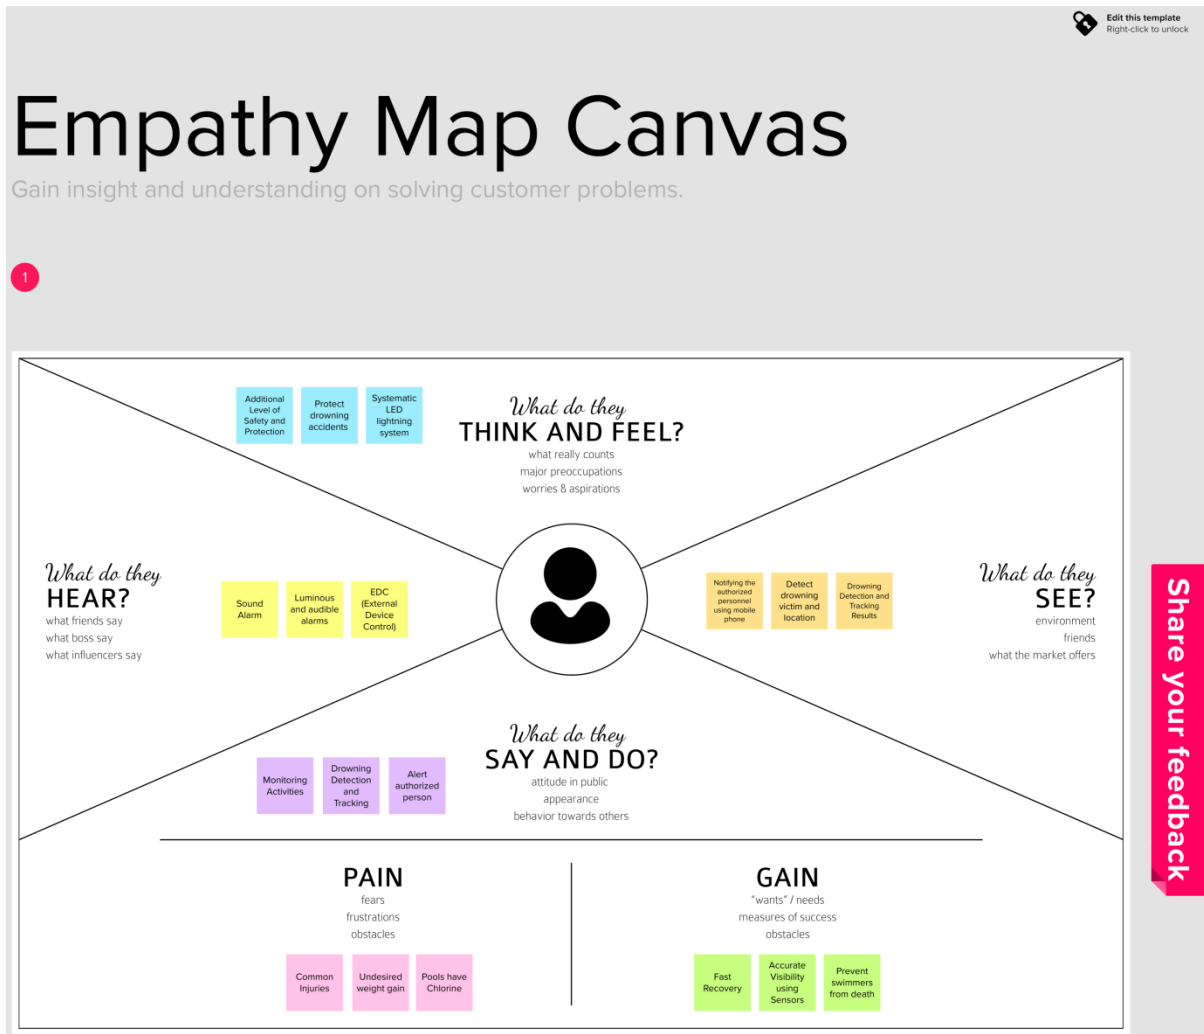 Edit this template
Right-click to unlock
Empathy Map Canvas
Gain insight and understanding on solving customer problems.
1
Additional
Level of
Safety and
Protection
Protect
drowning
accidents
Systematic
LED
lightning
system
What do they
THINK AND FEEL?
what really counts
major preoccupations
worries & aspirations
What do they
HEAR?
what friends say
what boss say
what influencers say
Sound
Alarm
Luminous
and audible
alarms
EDC
(External
Device
Control)
Notifying the
authorized
personnel
using mobile
phone
Detect
drowning
victim and
location
Drowning
Detection and
Tracking
Results
What do they
SEE?
environment
friends
what the market offers
What do they
SAY AND DO?
attitude in public
appearance
behavior towards others
Monitoring
Activities
Drowning
Detection
and
Tracking
Alert
authorized
person
PAIN
fears
frustrations
obstacles
Common
Injuries
Undesired
weight gain
Pools have
Chlorine
GAIN
"wants" / needs
measures of success
obstacles
Fast
Recovery
Accurate
Visibility
using
Sensors
Prevent
swimmers
from death
Share your feedback